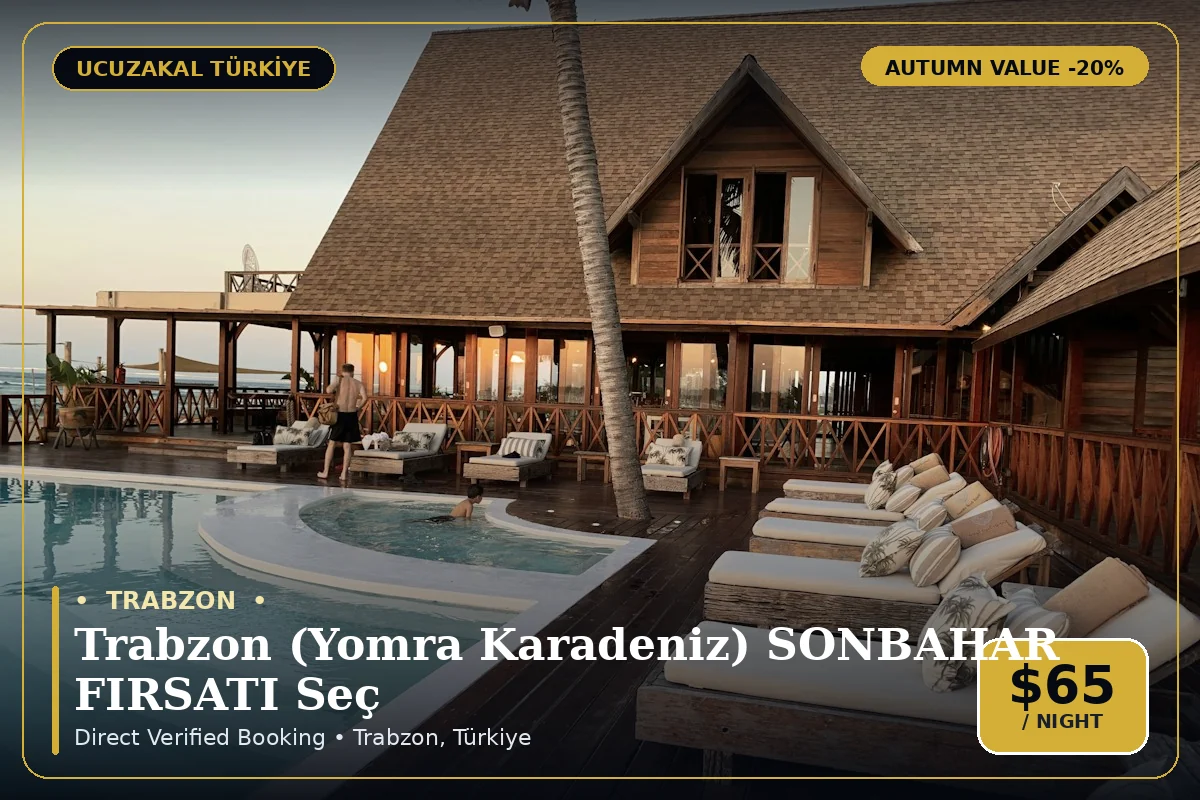 UCUZAKAL TÜRKİYE
AUTUMN VALUE -20%
• TRABZON •
Trabzon (Yomra Karadeniz) SONBAHAR
FIRSATI Seç
Direct Verified Booking • Trabzon, Türkiye
$65
/ NIGHT